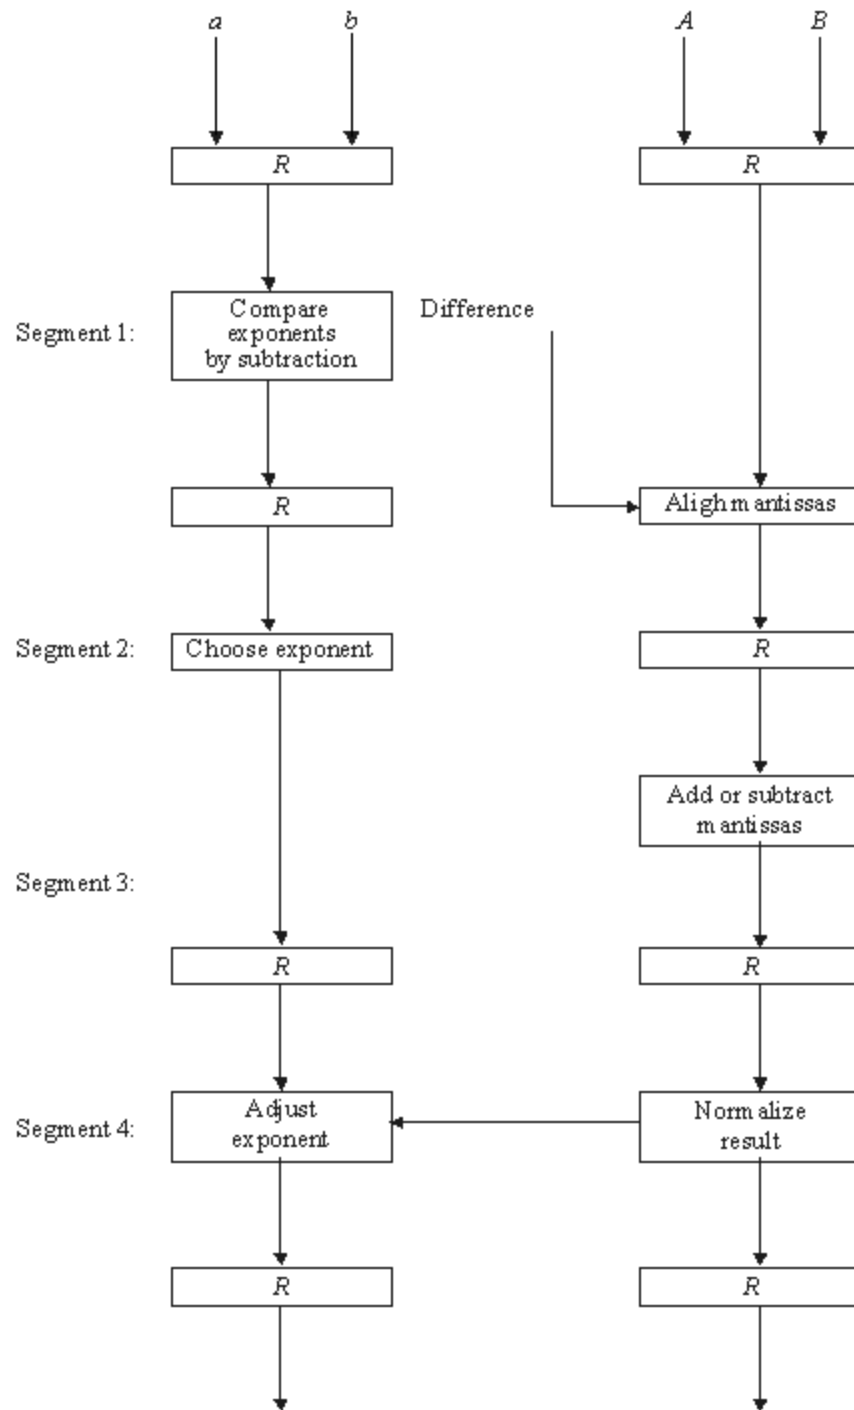 a b A B
R R
Segment 1:
Compare
exponents
by subtraction
Difference
R
Aligh mantissas
Segment 2:
Choose exponent
R
Add or subtract
mantissas
Segment 3:
R R
Segment 4:
Adjust
exponent
Normalize
result
R R